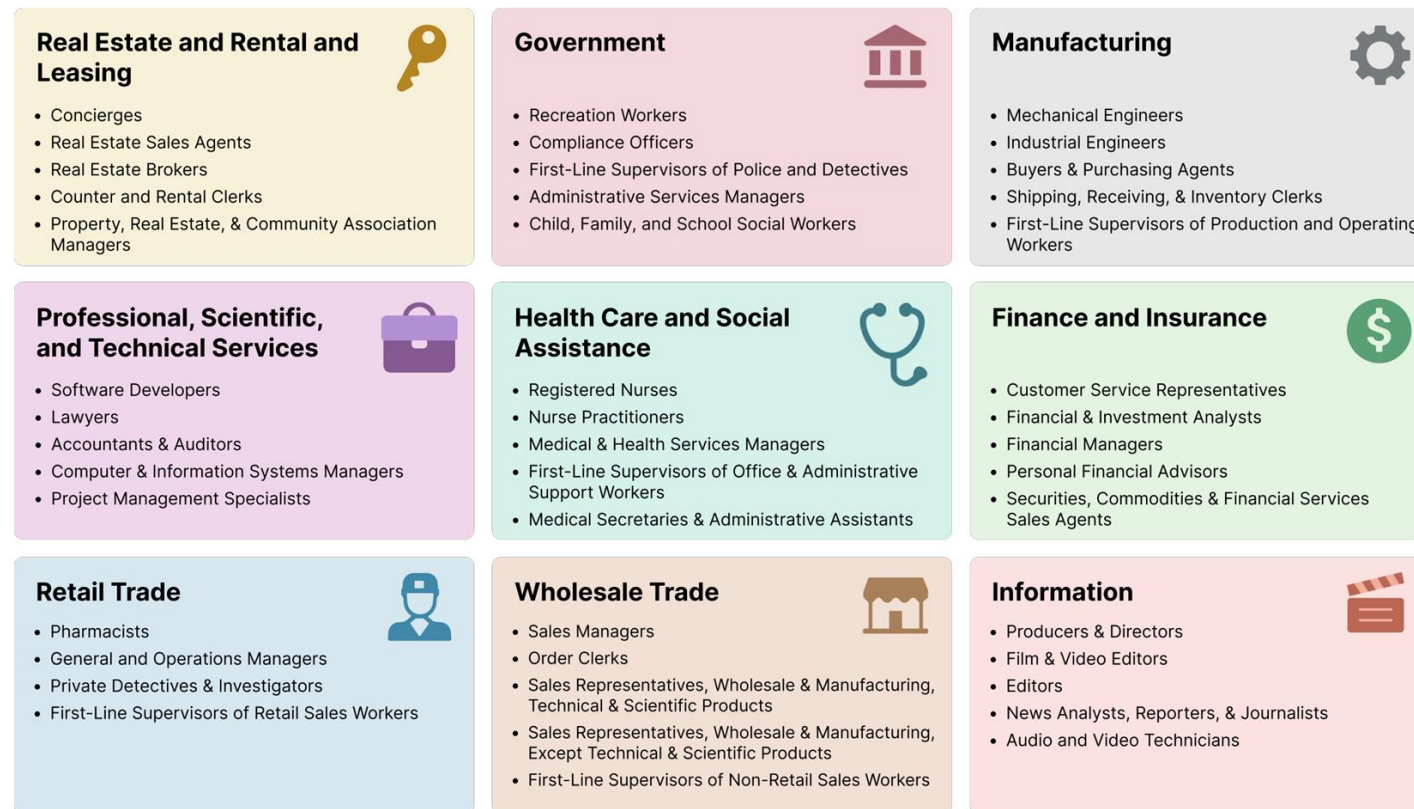 Real Estate and Rental and
Leasing
• Concierges
• Real Estate Sales Agents
• Real Estate Brokers
• Counter and Rental Clerks
• Property, Real Estate, & Community Association
Managers
Government
• Recreation Workers
• Compliance Officers
• First-Line Supervisors of Police and Detectives
• Administrative Services Managers
• Child, Family, and School Social Workers
Manufacturing
• Mechanical Engineers
• Industrial Engineers
• Buyers & Purchasing Agents
• Shipping, Receiving, & Inventory Clerks
• First-Line Supervisors of Production and Operating
Workers
Professional, Scientific,
and Technical Services
• Software Developers
• Lawyers
• Accountants & Auditors
• Computer & Information Systems Managers
• Project Management Specialists
Health Care and Social
Assistance
• Registered Nurses
• Nurse Practitioners
• Medical & Health Services Managers
• First-Line Supervisors of Office & Administrative
Support Workers
• Medical Secretaries & Administrative Assistants
Finance and Insurance
$
• Customer Service Representatives
• Financial & Investment Analysts
• Financial Managers
• Personal Financial Advisors
• Securities, Commodities & Financial Services
Sales Agents
Retail Trade
• Pharmacists
• General and Operations Managers
• Private Detectives & Investigators
• First-Line Supervisors of Retail Sales Workers
Wholesale Trade
• Sales Managers
• Order Clerks
• Sales Representatives, Wholesale & Manufacturing,
Technical & Scientific Products
• Sales Representatives, Wholesale & Manufacturing,
Except Technical & Scientific Products
• First-Line Supervisors of Non-Retail Sales Workers
Information
• Producers & Directors
• Film & Video Editors
• Editors
• News Analysts, Reporters, & Journalists
• Audio and Video Technicians